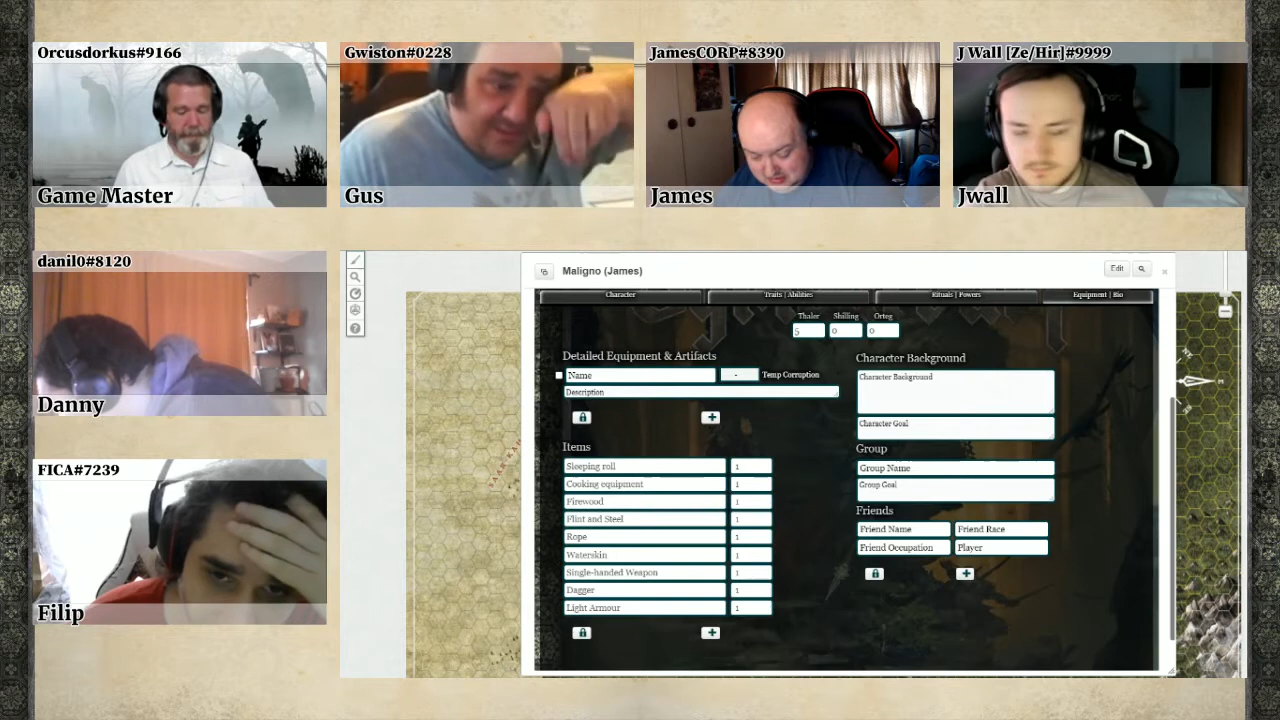 Orcusdorkus#9166
Game Master
Gwiston#0228
Gus
JamesCORP#8390
James
J Wall [Ze/Hir]#9999
Jwall
danil0#8120
Danny
FICA#7239
Filip
Maligno (James)
Edit
Character
Traits | Abilities
Rituals | Powers
Equipment | Bio
Thaler Shilling Orteg
5 0 0
Detailed Equipment & Artifacts
Name - Temp Corruption
Description
Items
Sleeping roll 1
Cooking equipment 1
Firewood 1
Flint and Steel 1
Rope 1
Waterskin 1
Single-handed Weapon 1
Dagger 1
Light Armour 1
Character Background
Character Background
Character Goal
Group
Group Name
Group Goal
Friends
Friend Name Friend Race
Friend Occupation Player